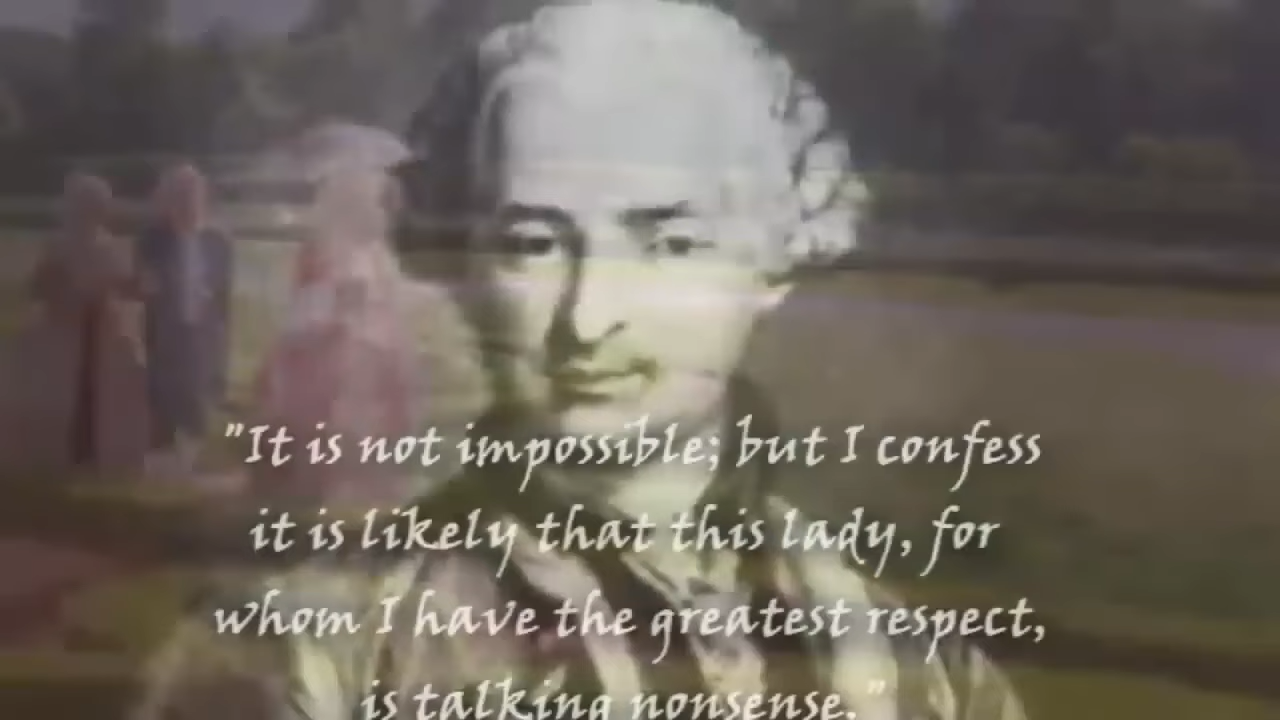 "It is not impossible; but I confess
it is likely that this lady, for
whom I have the greatest respect,
is talking nonsense."